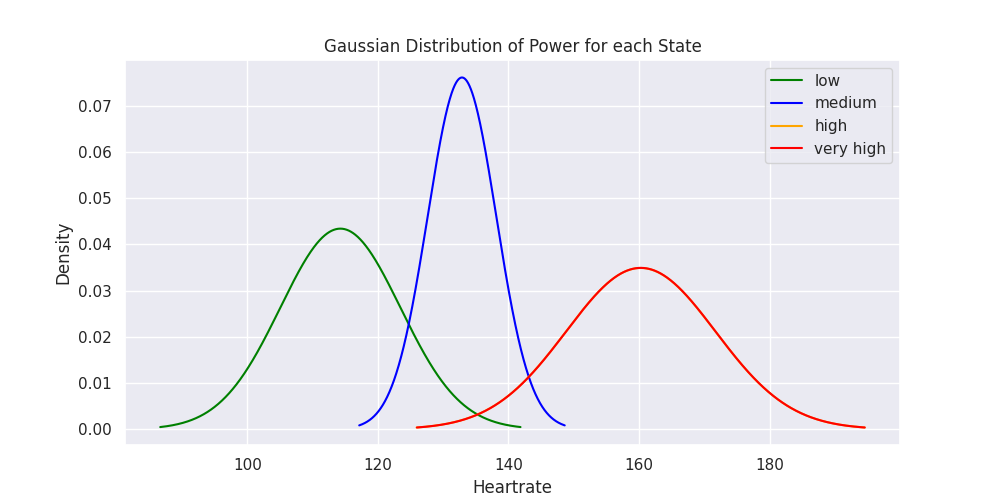 Gaussian Distribution of Power for each State
low
medium
high
very high
Density
0.07
0.06
0.05
0.04
0.03
0.02
0.01
0.00
100 120 140 160 180
Heartrate